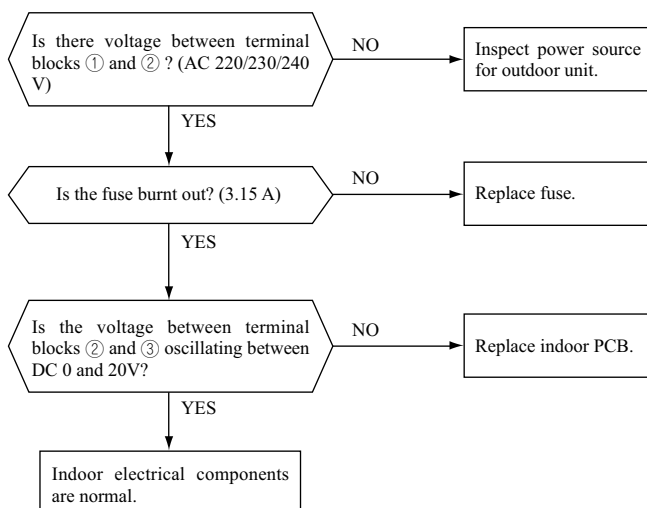 Is there voltage between terminal
blocks ① and ② ? (AC 220/230/240
V)
NO
Inspect power source
for outdoor unit.
YES
Is the fuse burnt out? (3.15 A)
NO
Replace fuse.
YES
Is the voltage between terminal
blocks ② and ③ oscillating between
DC 0 and 20V?
NO
Replace indoor PCB.
YES
Indoor electrical components
are normal.